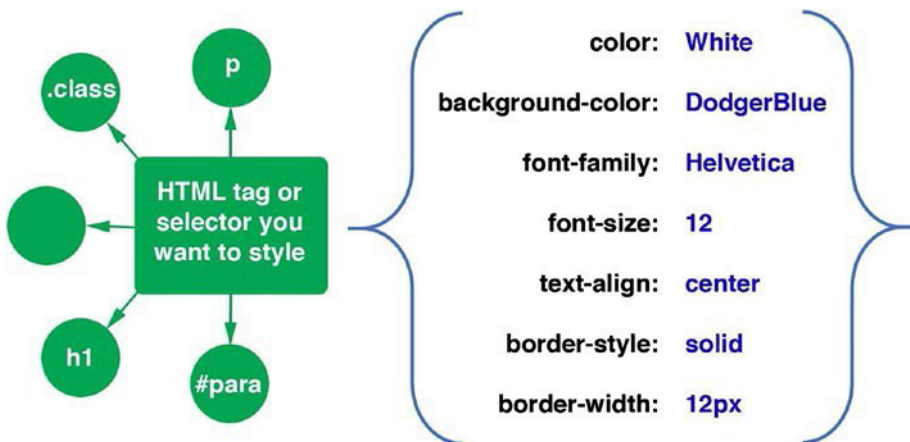 .class
p
HTML tag or
selector you
want to style
h1
#para
color: White
background-color: DodgerBlue
font-family: Helvetica
font-size: 12
text-align: center
border-style: solid
border-width: 12px